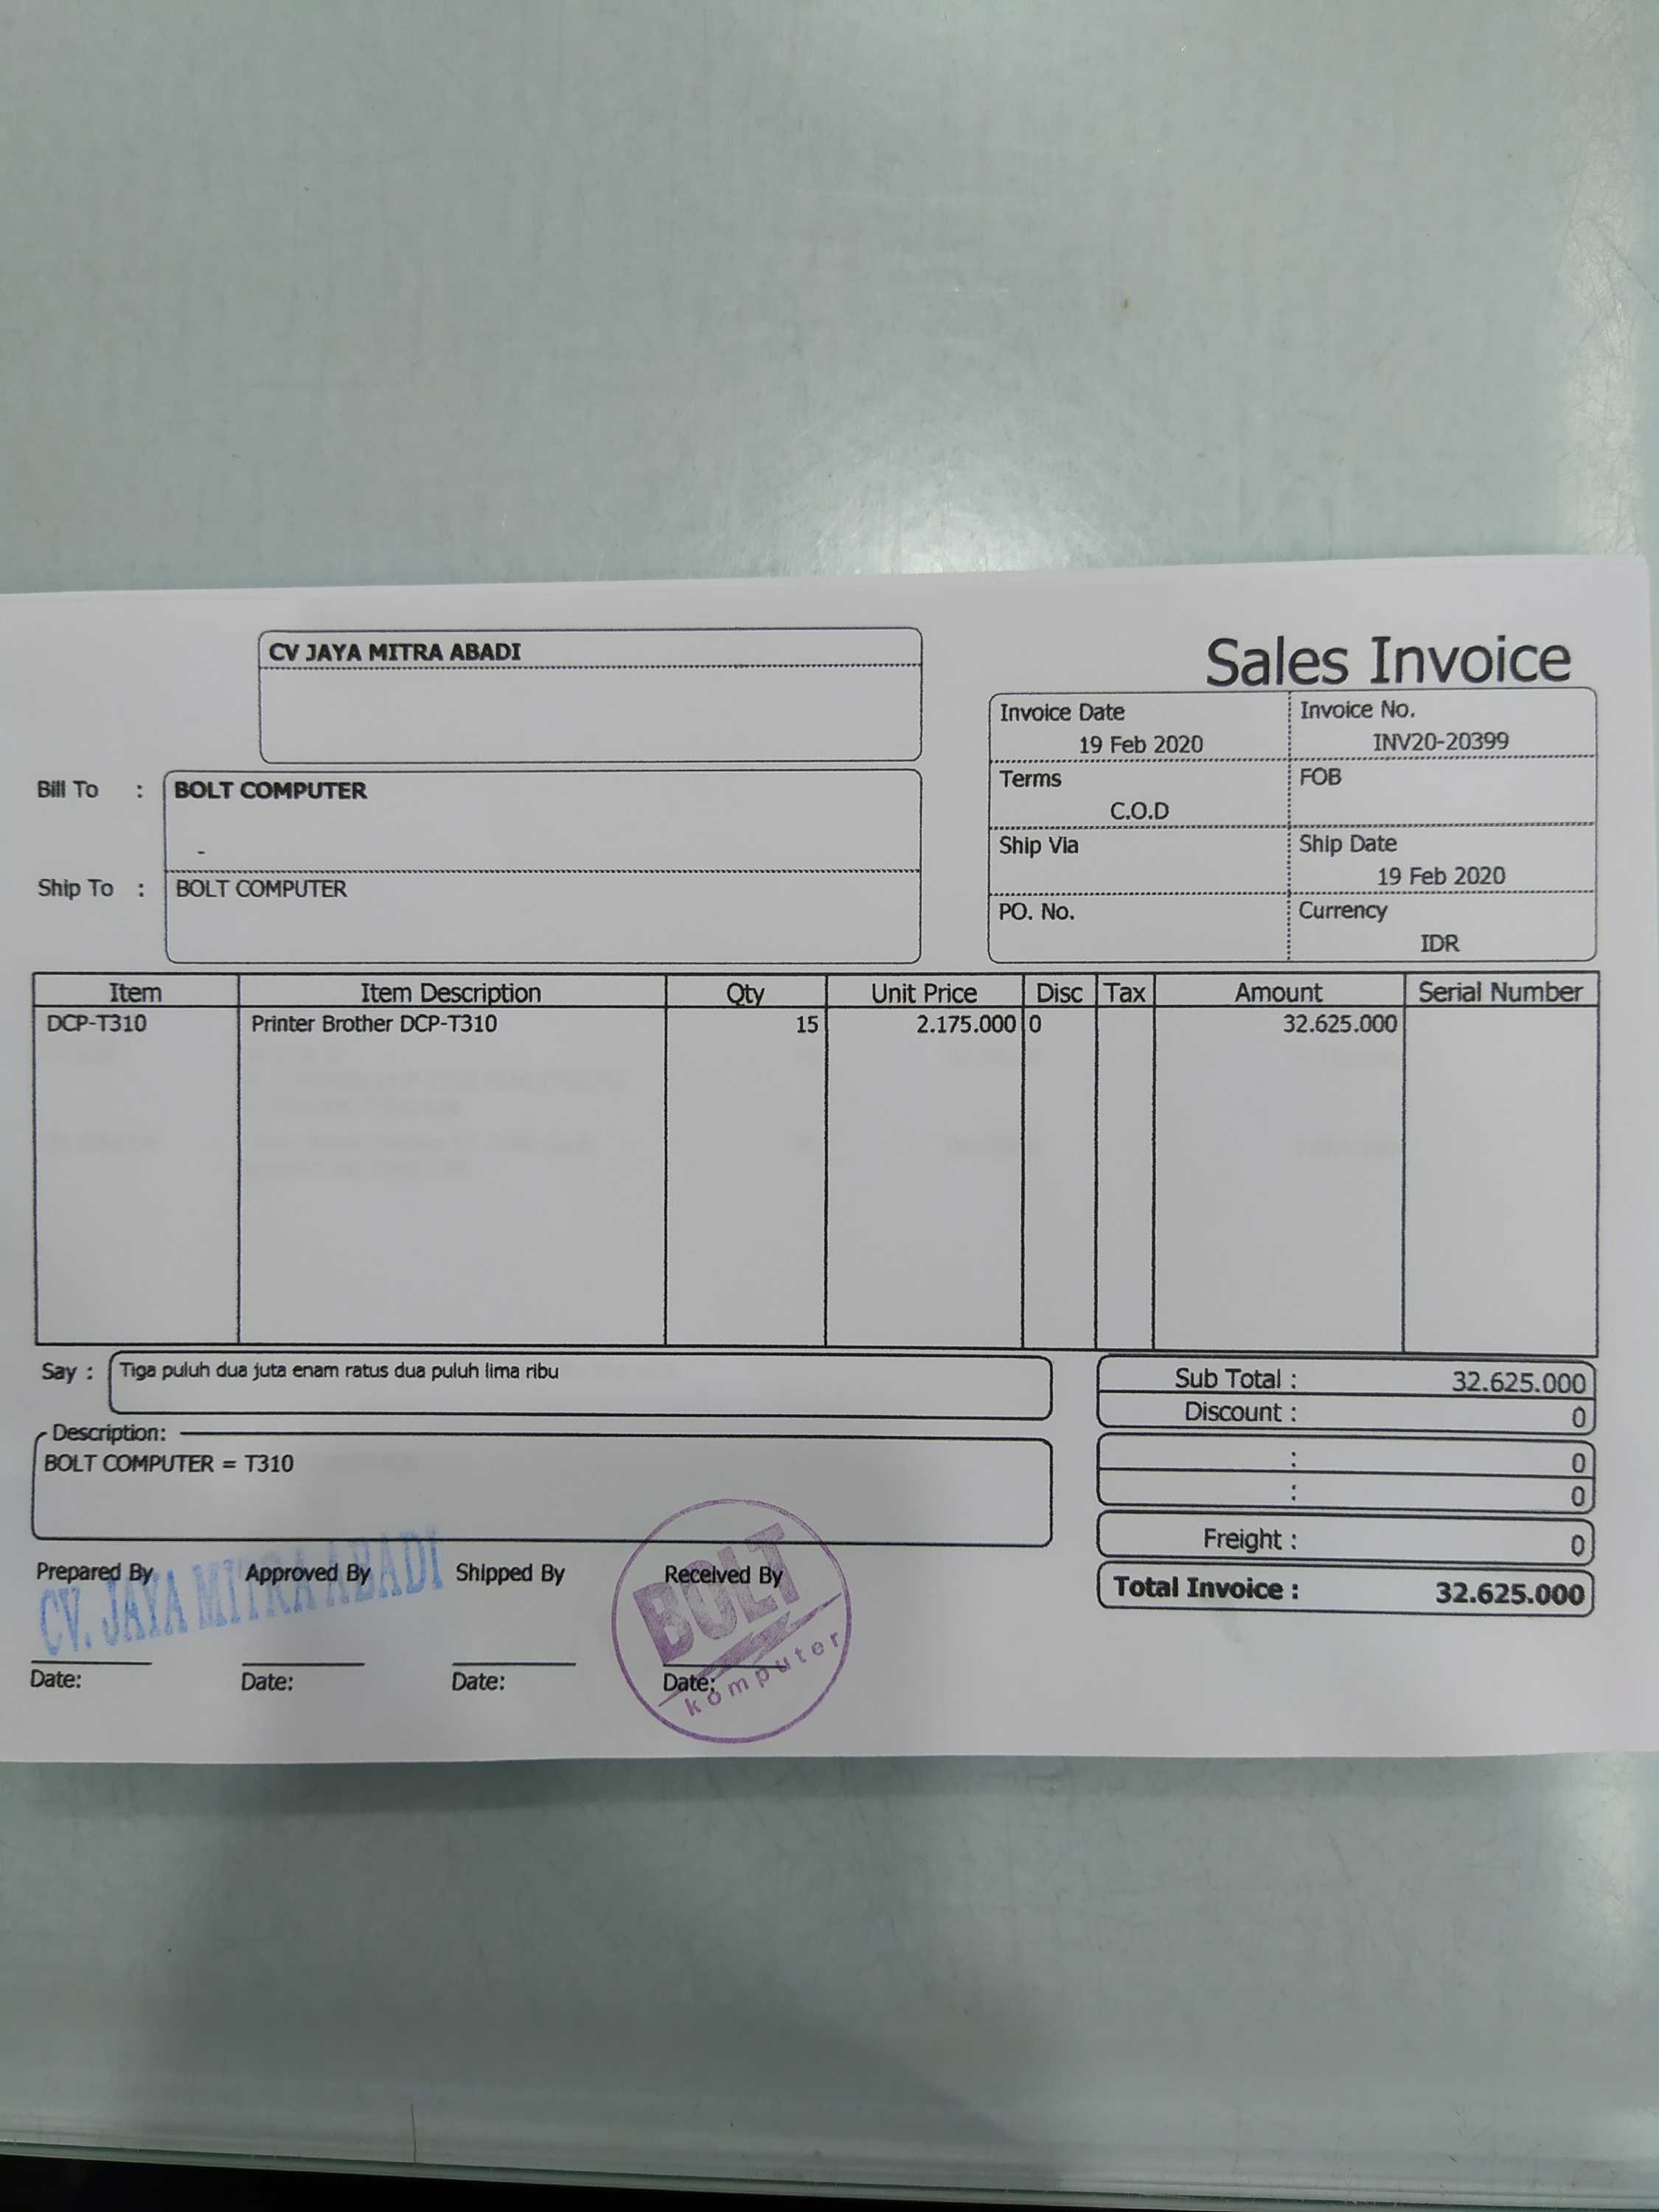 CV JAYA MITRA ABADI
Sales Invoice
Invoice Date Invoice No.
19 Feb 2020 INV20-20399
Terms FOB
C.O.D
Ship Via Ship Date
19 Feb 2020
PO. No. Currency
IDR
Bill To : BOLT COMPUTER
-
Ship To : BOLT COMPUTER
Item Item Description Qty Unit Price Disc Tax Amount Serial Number
DCP-T310 Printer Brother DCP-T310 15 2.175.000 0 32.625.000
Say : Tiga puluh dua juta enam ratus dua puluh lima ribu
Description:
BOLT COMPUTER = T310
Sub Total : 32.625.000
Discount : 0
: 0
: 0
Freight : 0
Total Invoice : 32.625.000
Prepared By Approved By Shipped By Received By
CV. JAYA MITRA ABADI
BOLT
komputer
Date: Date: Date: Date: